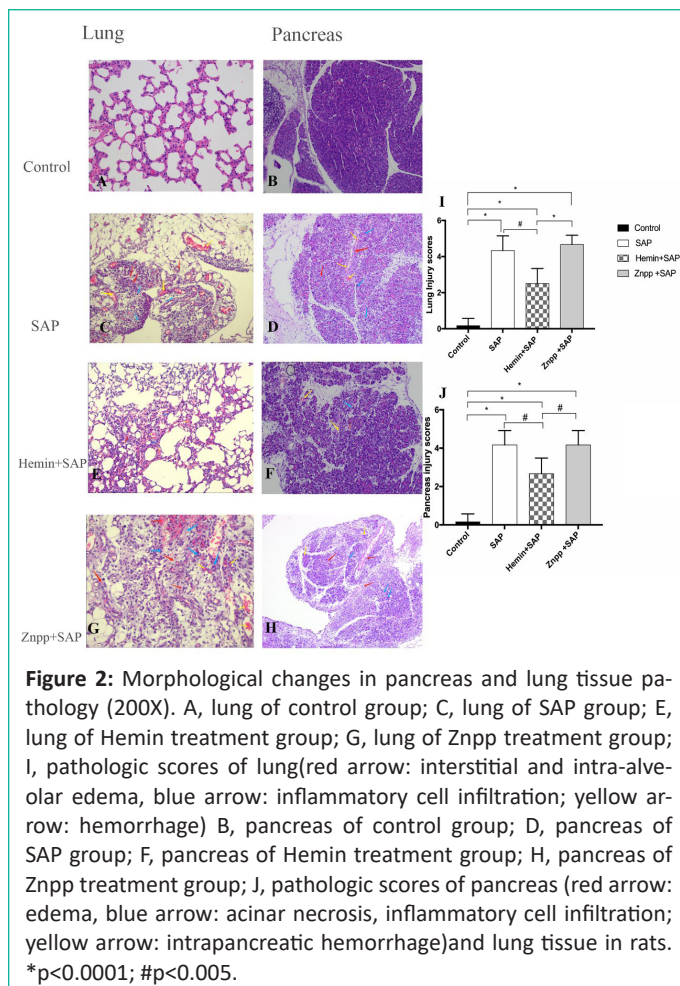 Lung Pancreas
Control
A B
SAP
C D
Hemin+SAP
E F
Znpp+SAP
G H
I
* * * # *
Lung Injury scores
6
4
2
0
Control SAP Hemin+SAP Znpp +SAP
Control
SAP
Hemin+SAP
Znpp +SAP
J
* * * # #
Pancreas injury scores
6
4
2
0
Control SAP Hemin+SAP Znpp +SAP
Figure 2: Morphological changes in pancreas and lung tissue pa-
thology (200X). A, lung of control group; C, lung of SAP group; E,
lung of Hemin treatment group; G, lung of Znpp treatment group;
I, pathologic scores of lung(red arrow: interstitial and intra-alve-
olar edema, blue arrow: inflammatory cell infiltration; yellow ar-
row: hemorrhage) B, pancreas of control group; D, pancreas of
SAP group; F, pancreas of Hemin treatment group; H, pancreas of
Znpp treatment group; J, pathologic scores of pancreas (red arrow:
edema, blue arrow: acinar necrosis, inflammatory cell infiltration;
yellow arrow: intrapancreatic hemorrhage)and lung tissue in rats.
*p<0.0001; #p<0.005.